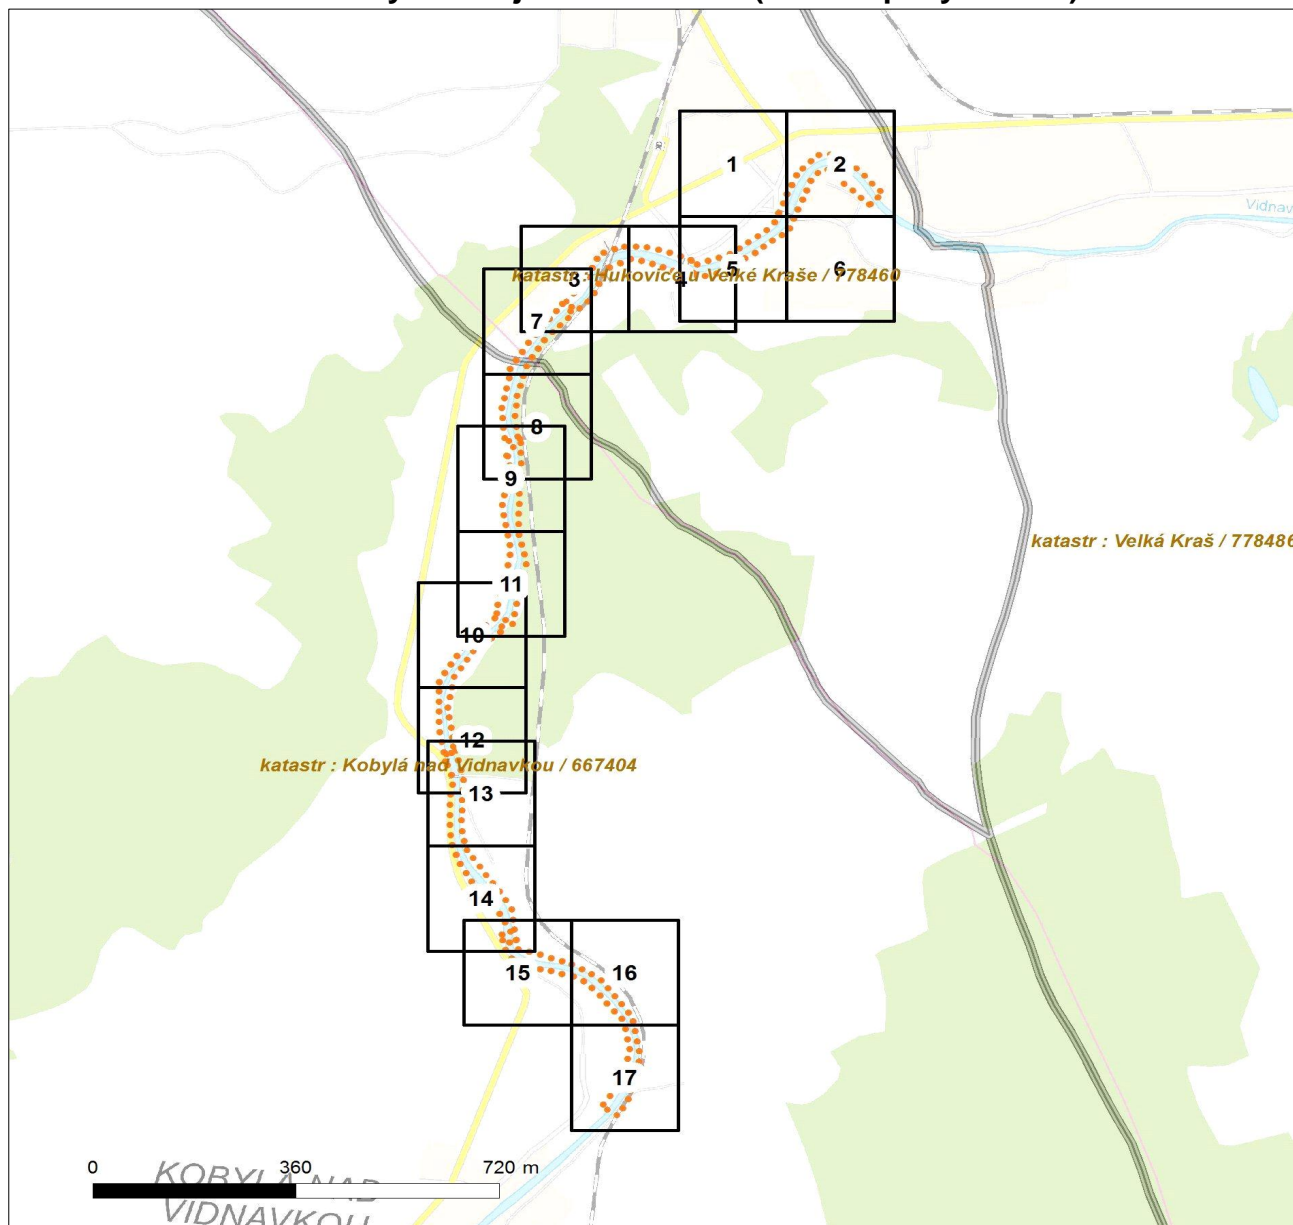 1
2
Vidnav
3
4
5
6
katastr : Hukovice u Velké Kraše / 778460
7
8
9
katastr : Velká Kraš / 778486
11
10
12
katastr : Kobylá nad Vidnavkou / 667404
13
14
15
16
17
0 360 720 m
KOBYLÁ NAD
VIDNAVKOU